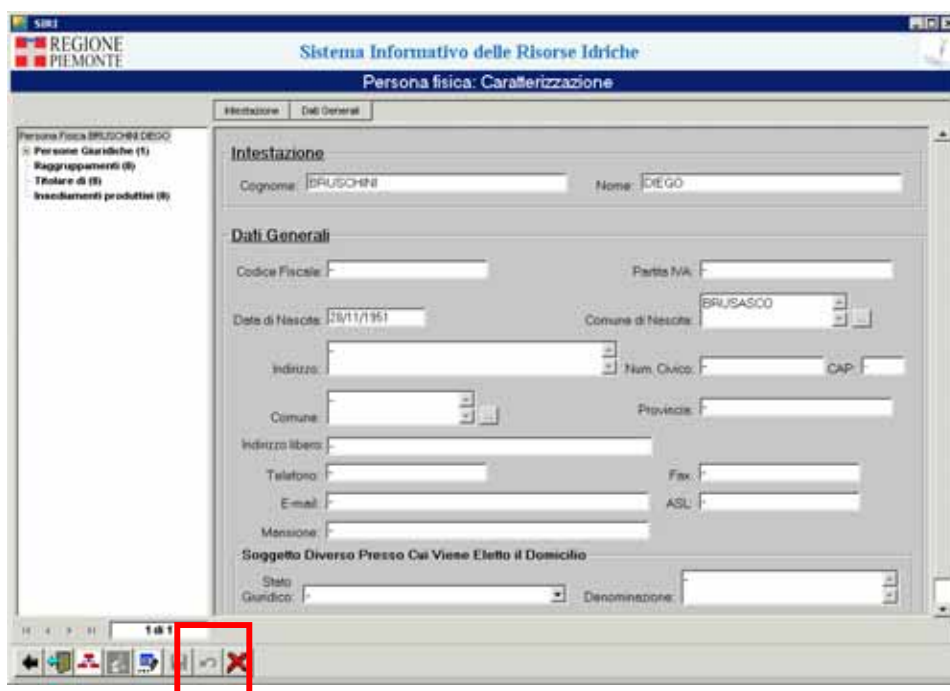 SIRI
REGIONE
PIEMONTE
Sistema Informativo delle Risorse Idriche
Persona fisica: Caratterizzazione
Intestazione Dati Generali
Persona Fisica BRUSCHINI DIEGO
Persone Giuridiche (1)
Raggruppamenti (0)
Titolare di (0)
Insediamenti produttivi (0)
Intestazione
Cognome: BRUSCHINI Nome: DIEGO
Dati Generali
Codice Fiscale: - Partita IVA: -
Data di Nascita: 28/11/1951 Comune di Nascita: BRUSASCO ...
Indirizzo: - Num. Civico: - CAP: -
Comune: - ... Provincia: -
Indirizzo libero: -
Telefono: - Fax: -
E-mail: - ASL: -
Mansione: -
Soggetto Diverso Presso Cui Viene Eletto il Domicilio
Stato
Giuridico: - Denominazione: -
1 di 1